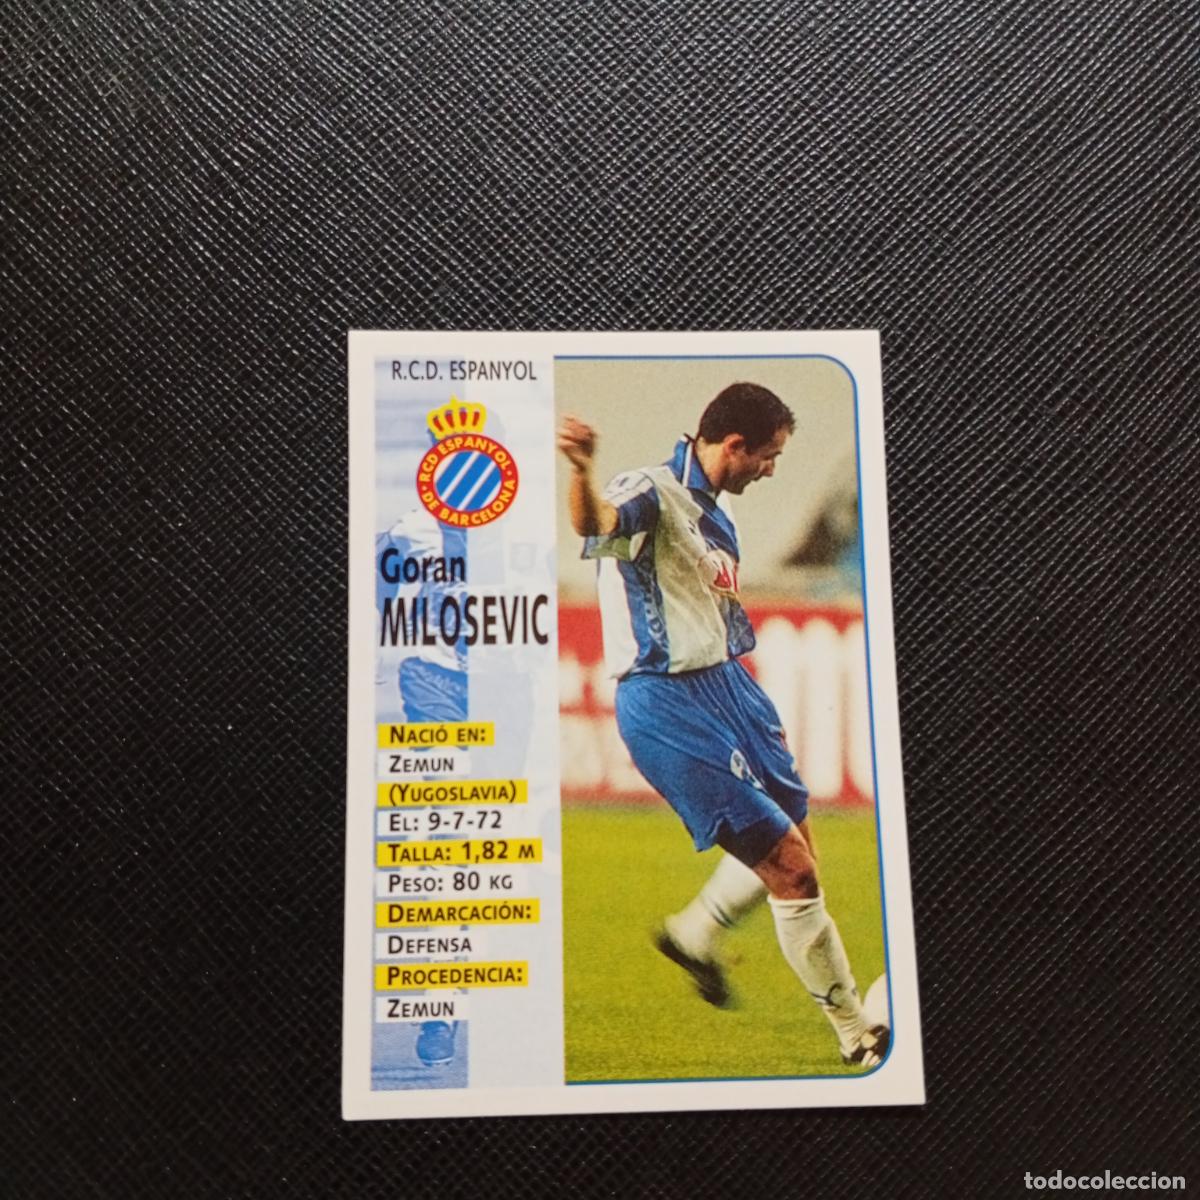 R.C.D. ESPANYOL
RCD ESPANYOL
DE BARCELONA
Goran
MILOSEVIC
NACIÓ EN:
ZEMUN
(YUGOSLAVIA)
EL: 9-7-72
TALLA: 1,82 M
PESO: 80 KG
DEMARCACIÓN:
DEFENSA
PROCEDENCIA:
ZEMUN
todocoleccion